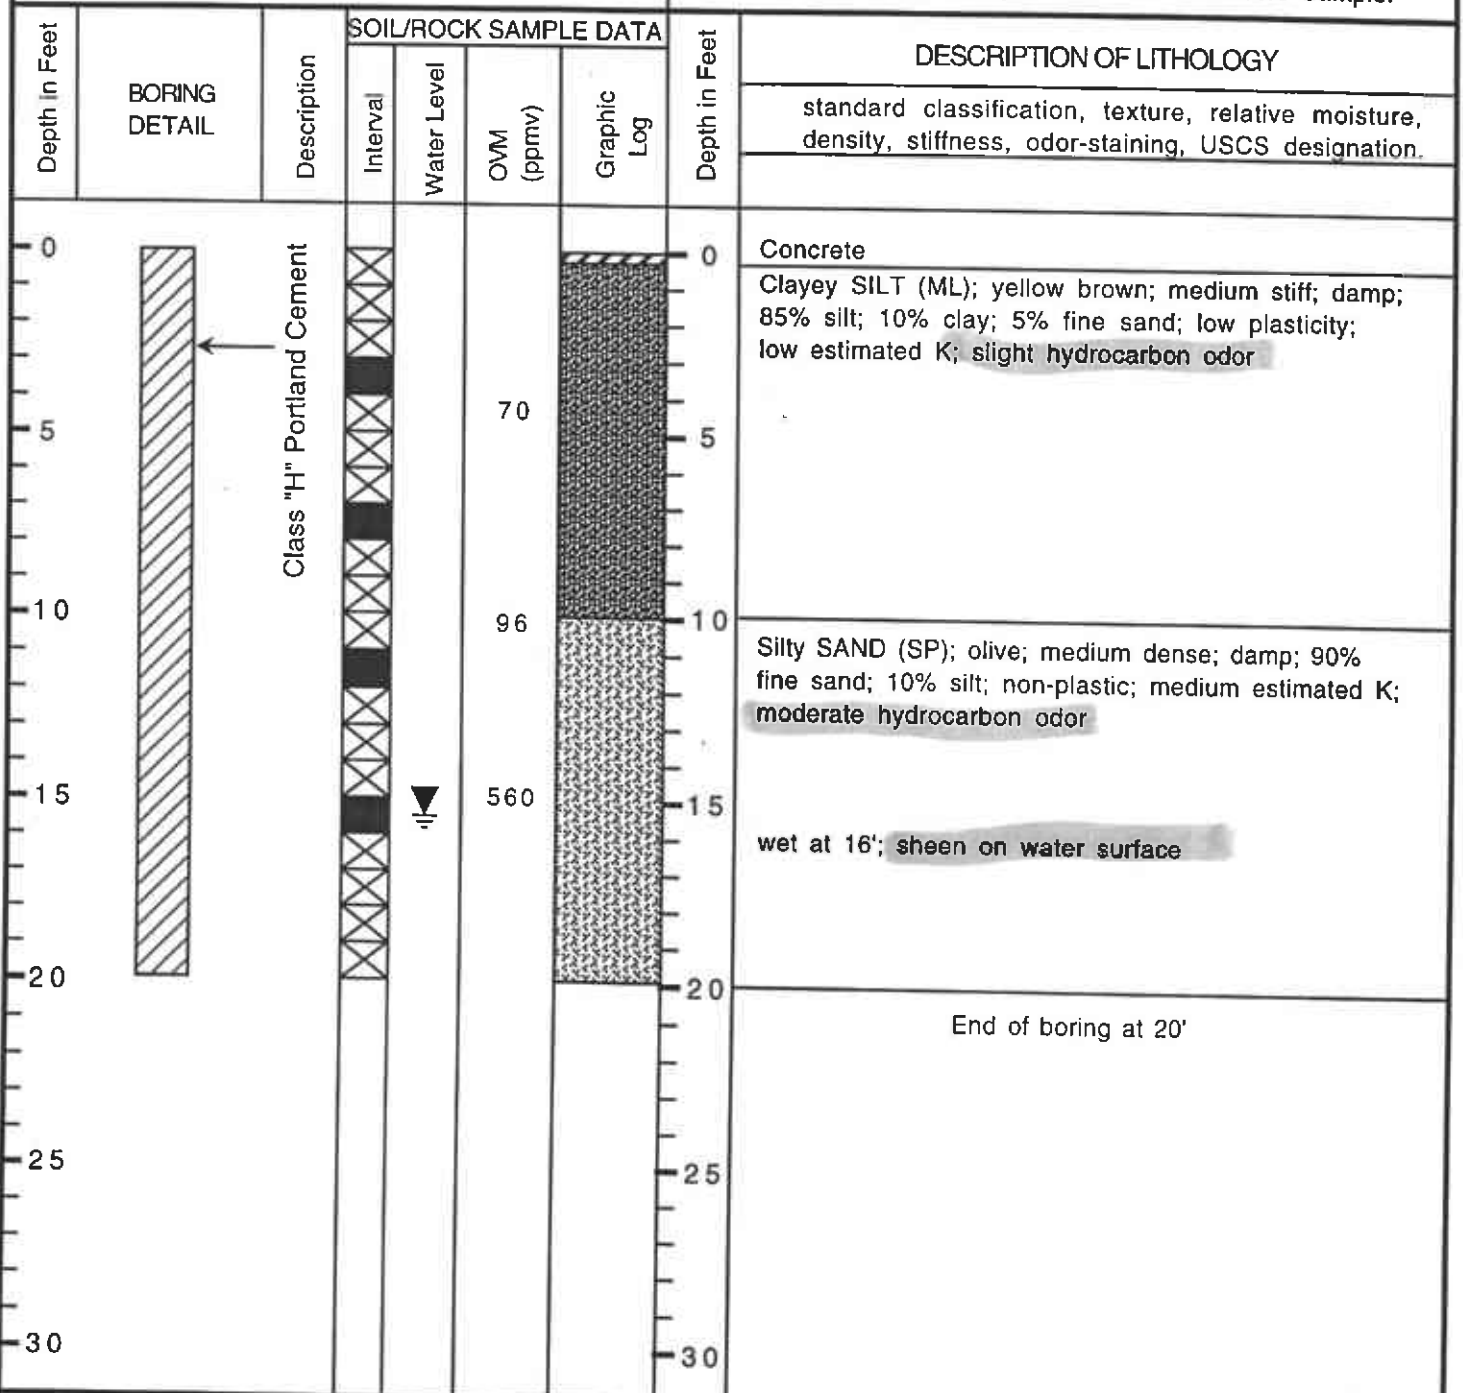 SOIL/ROCK SAMPLE DATA
Depth in Feet
BORING
DETAIL
Description
Interval
Water Level
OVM
(ppmv)
Graphic
Log
Depth in Feet
DESCRIPTION OF LITHOLOGY
standard classification, texture, relative moisture,
density, stiffness, odor-staining, USCS designation.
0
5
10
15
20
25
30
Class "H" Portland Cement
70
96
560
0
5
10
15
20
25
30
Concrete
Clayey SILT (ML); yellow brown; medium stiff; damp;
85% silt; 10% clay; 5% fine sand; low plasticity;
low estimated K; slight hydrocarbon odor
Silty SAND (SP); olive; medium dense; damp; 90%
fine sand; 10% silt; non-plastic; medium estimated K;
moderate hydrocarbon odor
wet at 16'; sheen on water surface
End of boring at 20'